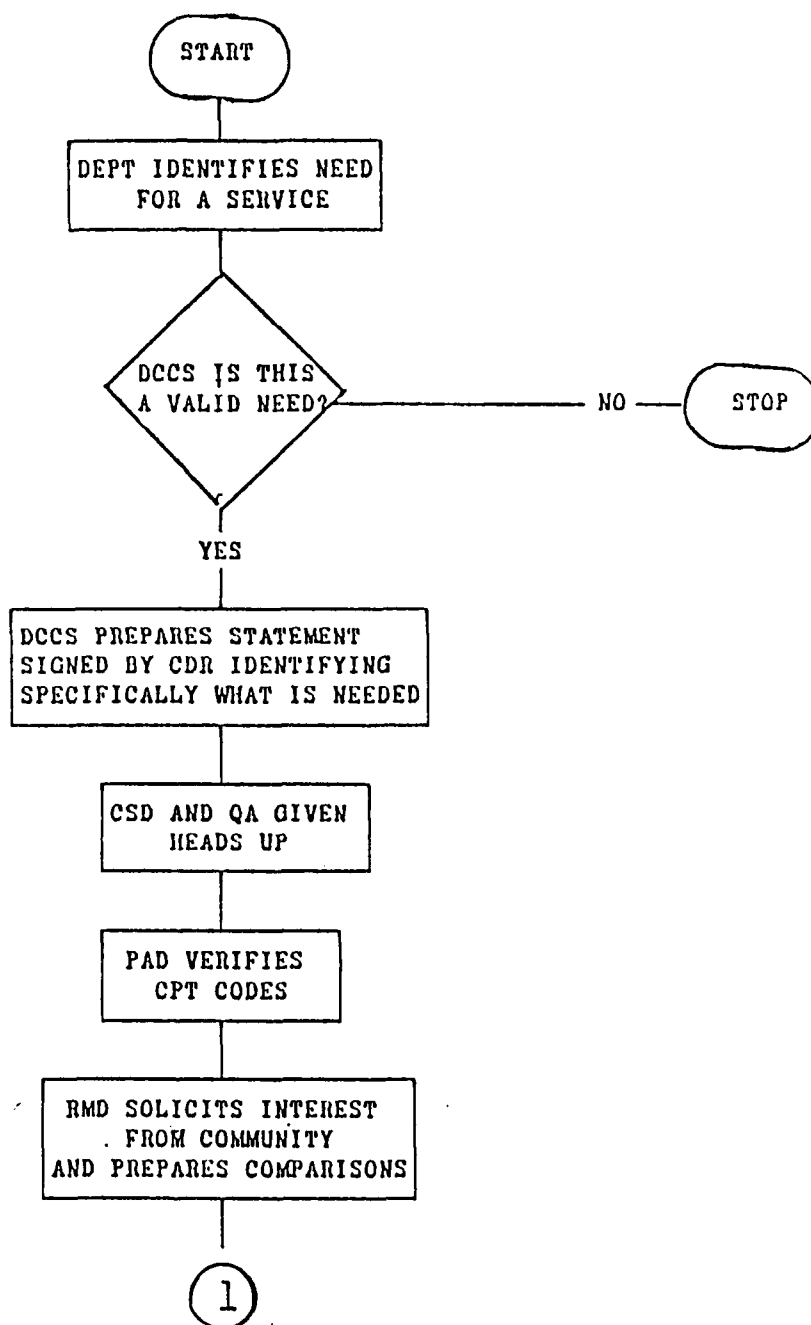 START
DEPT IDENTIFIES NEED
FOR A SERVICE
DCCS IS THIS
A VALID NEED?
NO
STOP
YES
DCCS PREPARES STATEMENT
SIGNED BY CDR IDENTIFYING
SPECIFICALLY WHAT IS NEEDED
CSD AND QA GIVEN
HEADS UP
PAD VERIFIES
CPT CODES
RMD SOLICITS INTEREST
FROM COMMUNITY
AND PREPARES COMPARISONS
1